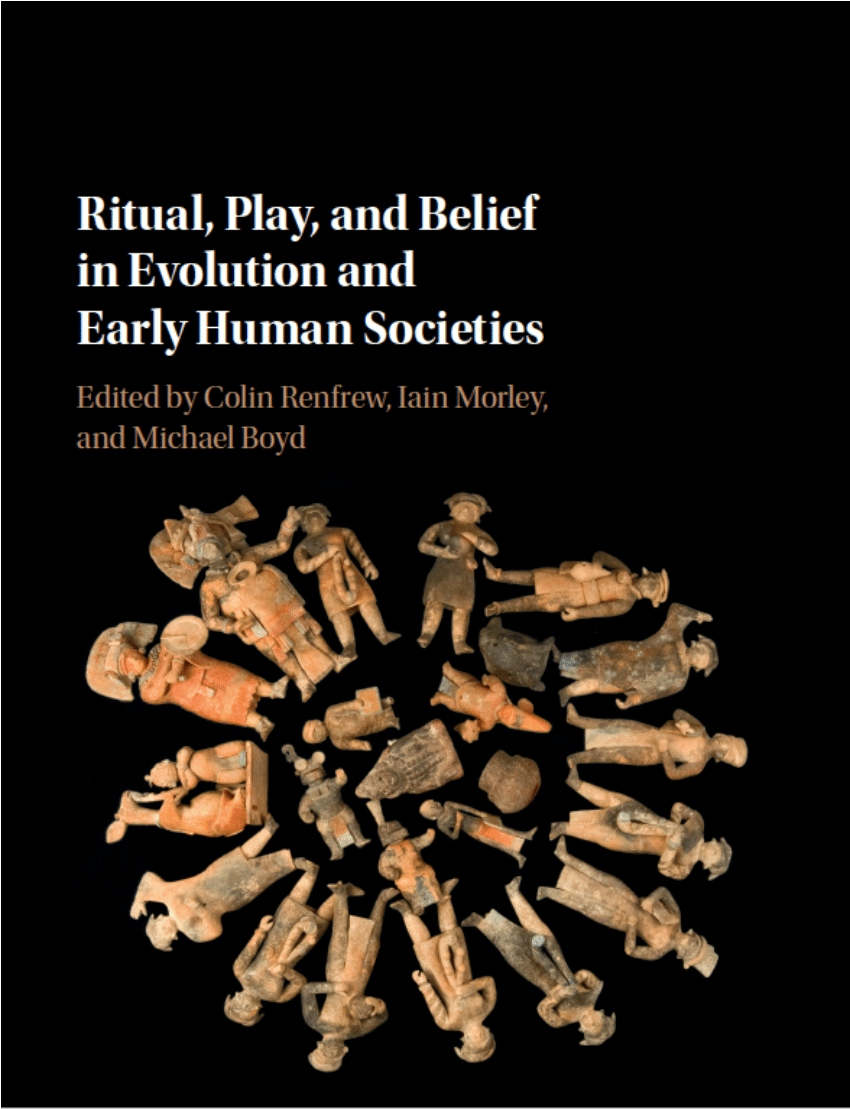 Ritual, Play, and Belief
in Evolution and
Early Human Societies
Edited by Colin Renfrew, Iain Morley,
and Michael Boyd